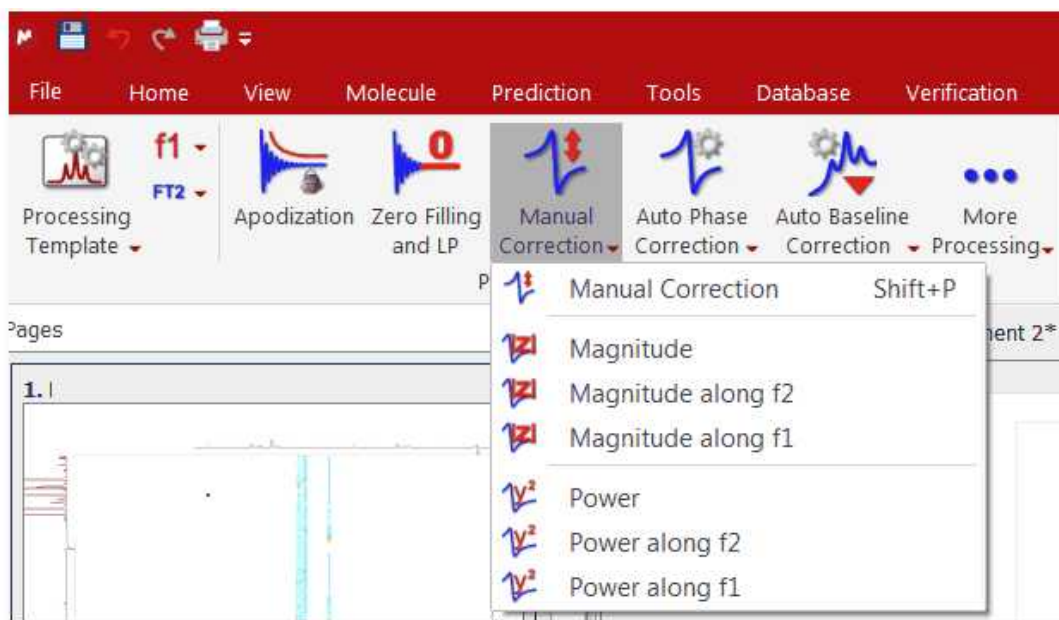 File Home View Molecule Prediction Tools Database Verification
f1
FT2
Processing Template
Apodization
Zero Filling and LP
Manual Correction
Auto Phase Correction
Auto Baseline Correction
More Processing
P
Manual Correction Shift+P
Pages
ment 2*
Magnitude
1.
Magnitude along f2
Magnitude along f1
Power
Power along f2
Power along f1